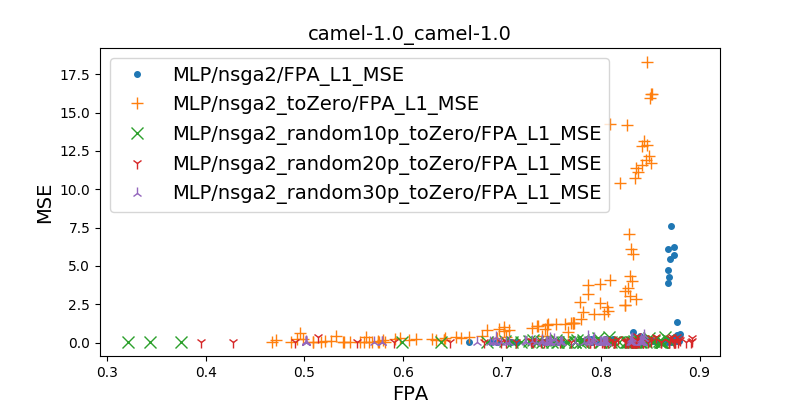 camel-1.0_camel-1.0
MLP/nsga2/FPA_L1_MSE
MLP/nsga2_toZero/FPA_L1_MSE
MLP/nsga2_random10p_toZero/FPA_L1_MSE
MLP/nsga2_random20p_toZero/FPA_L1_MSE
MLP/nsga2_random30p_toZero/FPA_L1_MSE
MSE
17.5
15.0
12.5
10.0
7.5
5.0
2.5
0.0
0.3 0.4 0.5 0.6 0.7 0.8 0.9
FPA